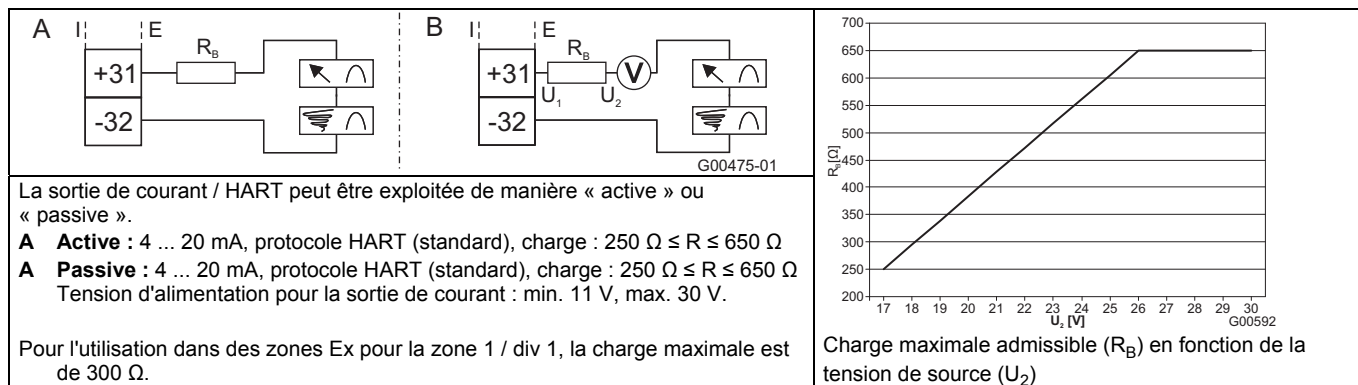 A I E
R_B
+31
-32
B I E
R_B
+31
V
U_1 U_2
-32
G00475-01
La sortie de courant / HART peut être exploitée de manière « active » ou
« passive ».
A Active : 4 ... 20 mA, protocole HART (standard), charge : 250 Ω ≤ R ≤ 650 Ω
A Passive : 4 ... 20 mA, protocole HART (standard), charge : 250 Ω ≤ R ≤ 650 Ω
Tension d'alimentation pour la sortie de courant : min. 11 V, max. 30 V.
Pour l'utilisation dans des zones Ex pour la zone 1 / div 1, la charge maximale est
de 300 Ω.
700
650
600
550
500
450
400
350
300
250
200
R_B[Ω]
17 18 19 20 21 22 23 24 25 26 27 28 29 30
U_2 [V]
G00592
Charge maximale admissible (R_B) en fonction de la
tension de source (U_2)